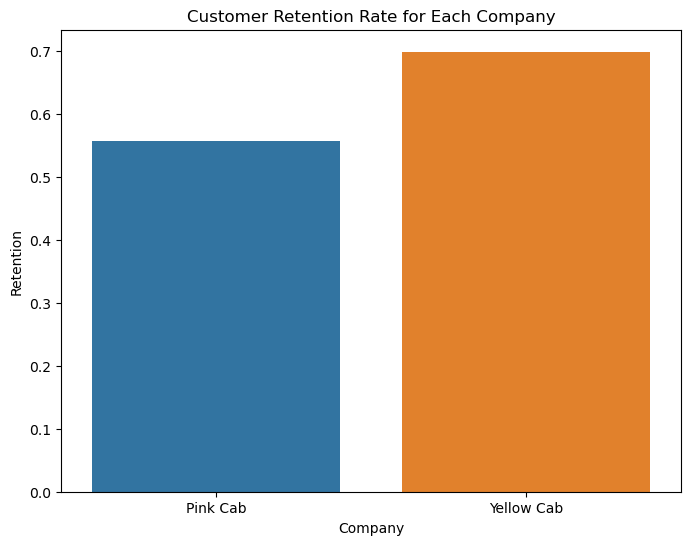 Customer Retention Rate for Each Company
0.7
0.6
0.5
0.4
0.3
0.2
0.1
0.0
Retention
Pink Cab
Yellow Cab
Company